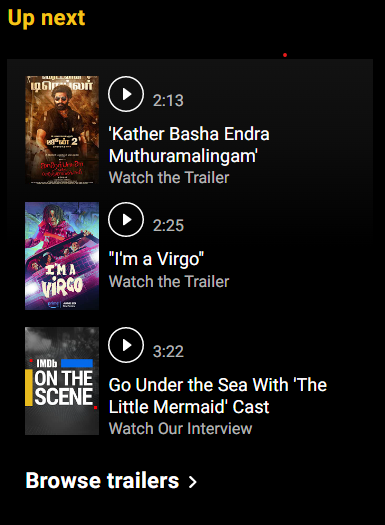 Up next
டிரெய்லர்
ஜூன் 2
2:13
'Kather Basha Endra
Muthuramalingam'
Watch the Trailer
I'M A
VIRGO
2:25
"I'm a Virgo"
Watch the Trailer
IMDb
ON THE
SCENE
3:22
Go Under the Sea With 'The
Little Mermaid' Cast
Watch Our Interview
Browse trailers